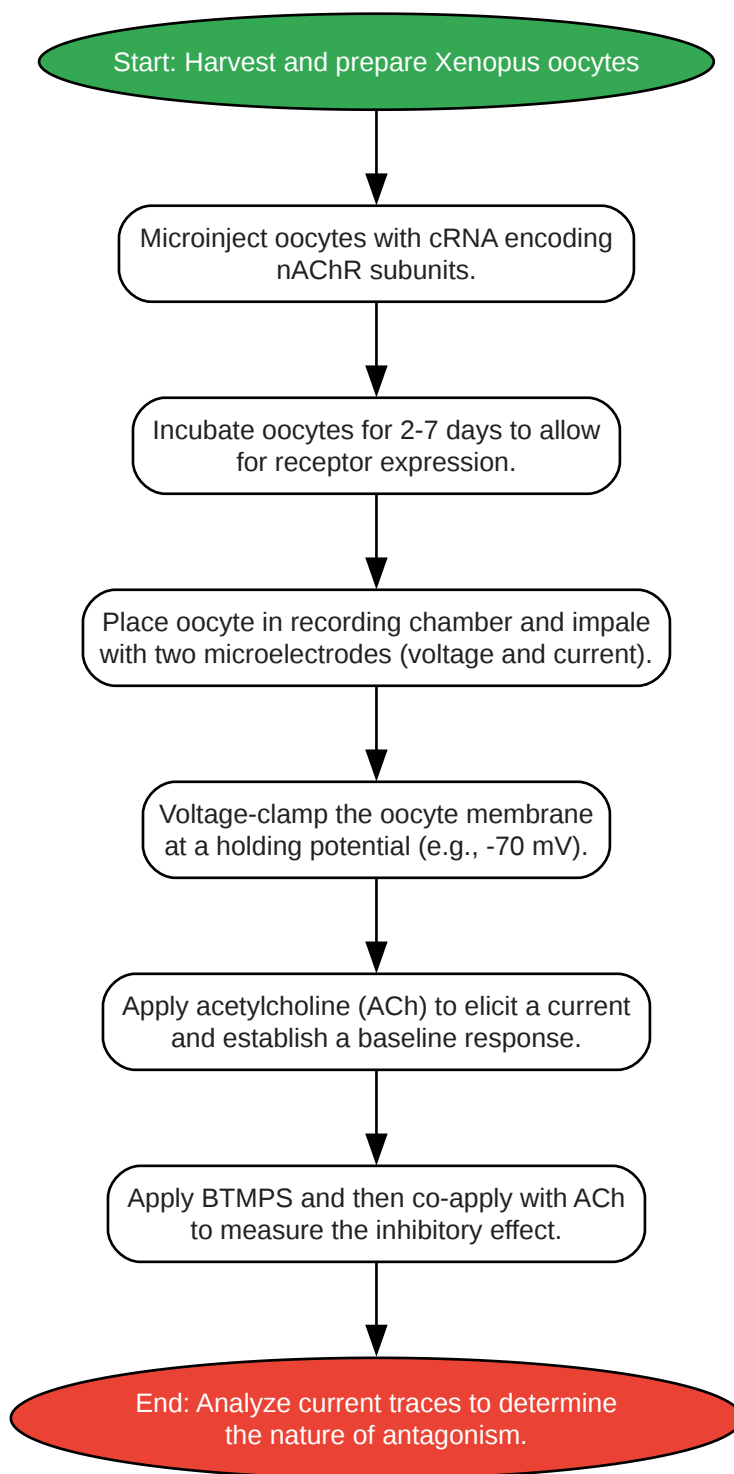 Start: Harvest and prepare Xenopus oocytes
Microinject oocytes with cRNA encoding
nAChR subunits.
Incubate oocytes for 2-7 days to allow
for receptor expression.
Place oocyte in recording chamber and impale
with two microelectrodes (voltage and current).
Voltage-clamp the oocyte membrane
at a holding potential (e.g., -70 mV).
Apply acetylcholine (ACh) to elicit a current
and establish a baseline response.
Apply BTMPS and then co-apply with ACh
to measure the inhibitory effect.
End: Analyze current traces to determine
the nature of antagonism.